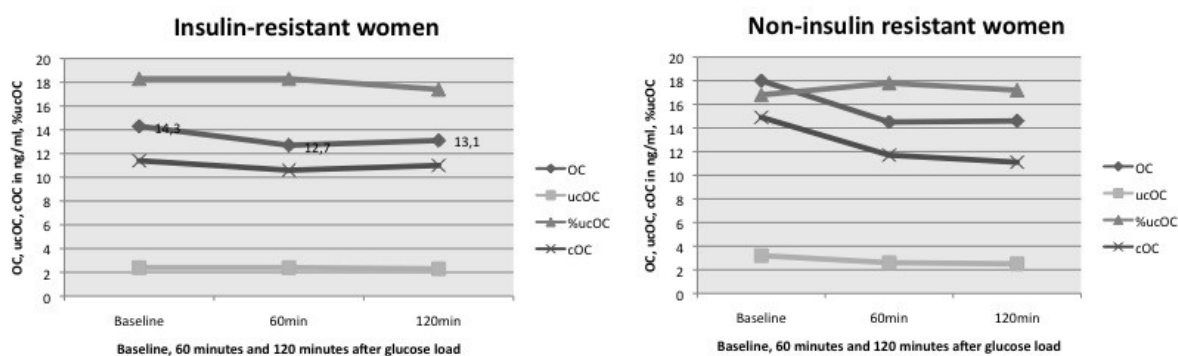 Insulin-resistant women
OC, ucOC, cOC in ng/ml, %ucOC
20
18
16
14
12
10
8
6
4
2
0
14,3
12,7
13,1
Baseline
60min
120min
Baseline, 60 minutes and 120 minutes after glucose load
OC
ucOC
%ucOC
cOC
Non-insulin resistant women
OC, ucOC, cOC in ng/ml, %ucOC
20
18
16
14
12
10
8
6
4
2
0
Baseline
60min
120min
Baseline, 60 minutes and 120 minutes after glucose load
OC
ucOC
%ucOC
cOC